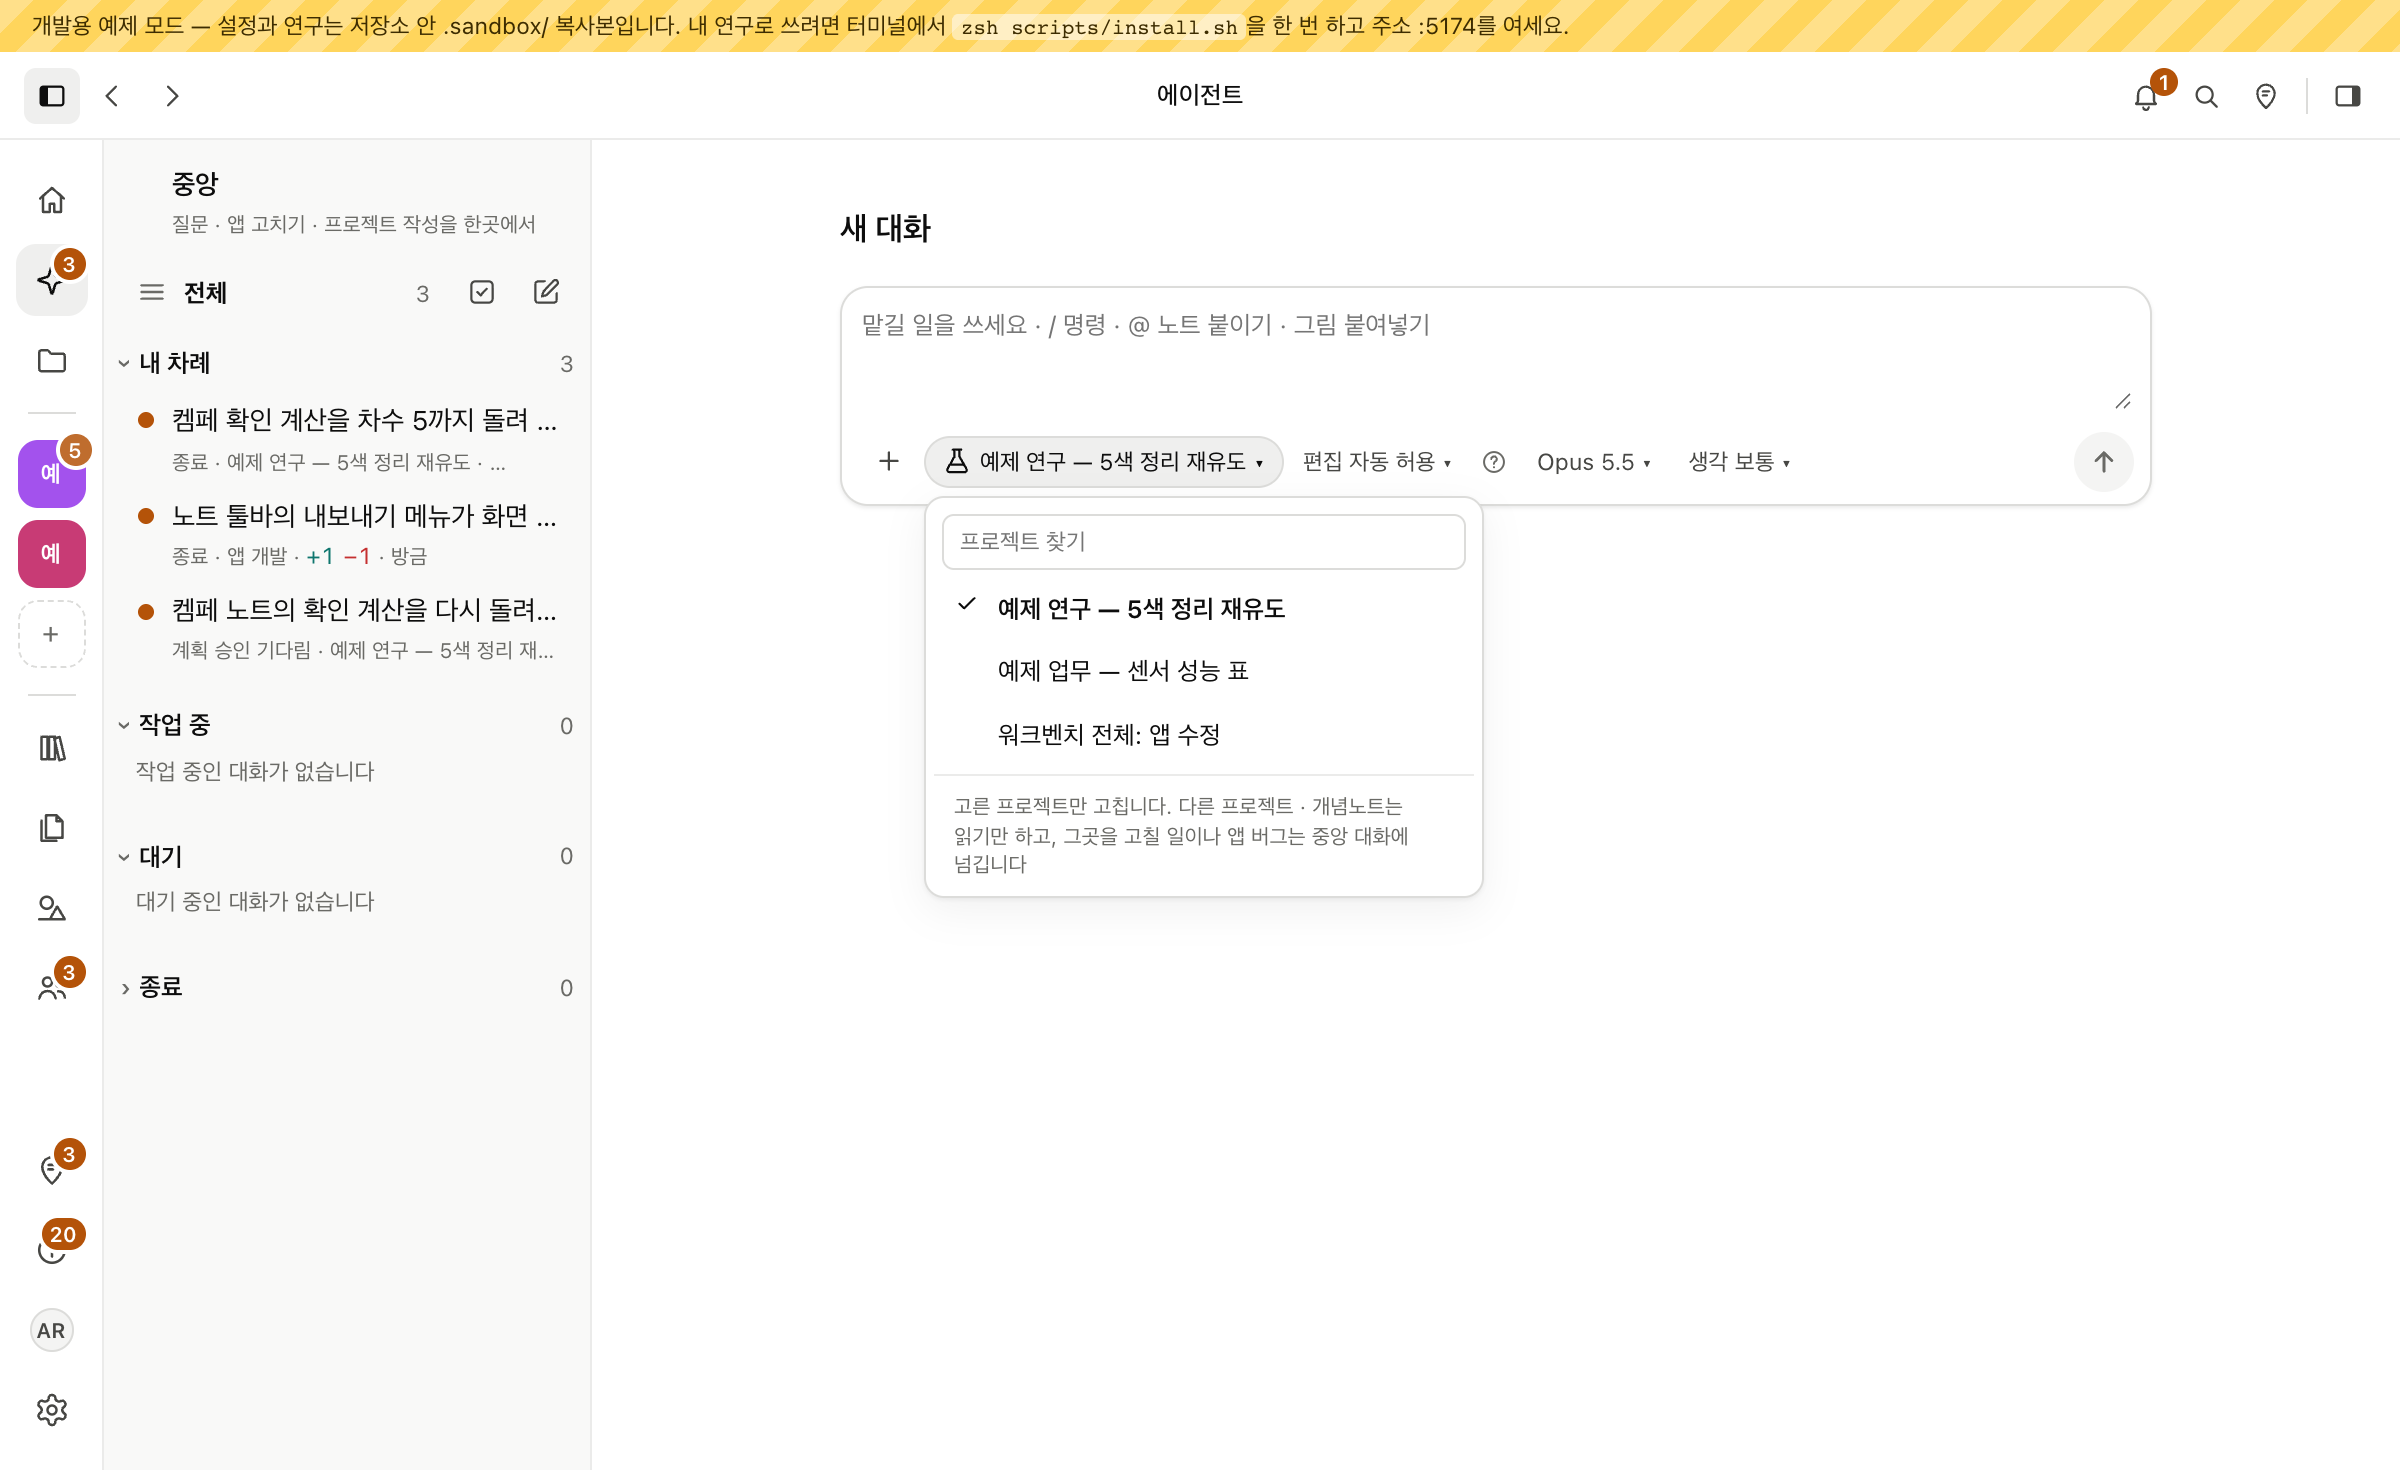 개발용 예제 모드 — 설정과 연구는 저장소 안 .sandbox/ 복사본입니다. 내 연구로 쓰려면 터미널에서 zsh scripts/install.sh을 한 번 하고 주소 :5174를 여세요.
에이전트
1
3
예
5
예
+
3
3
20
AR
중앙
질문 · 앱 고치기 · 프로젝트 작성을 한곳에서
전체 3
내 차례 3
켐페 확인 계산을 차수 5까지 돌려 ...
종료 · 예제 연구 — 5색 정리 재유도 · ...
노트 툴바의 내보내기 메뉴가 화면 ...
종료 · 앱 개발 · +1 −1 · 방금
켐페 노트의 확인 계산을 다시 돌려...
계획 승인 기다림 · 예제 연구 — 5색 정리 재...
작업 중 0
작업 중인 대화가 없습니다
대기 0
대기 중인 대화가 없습니다
종료 0
새 대화
맡길 일을 쓰세요 · / 명령 · @ 노트 붙이기 · 그림 붙여넣기
예제 연구 — 5색 정리 재유도 ▾ 편집 자동 허용 ▾ Opus 5.5 ▾ 생각 보통 ▾
프로젝트 찾기
예제 연구 — 5색 정리 재유도
예제 업무 — 센서 성능 표
워크벤치 전체: 앱 수정
고른 프로젝트만 고칩니다. 다른 프로젝트 · 개념노트는
읽기만 하고, 그곳을 고칠 일이나 앱 버그는 중앙 대화에
넘깁니다